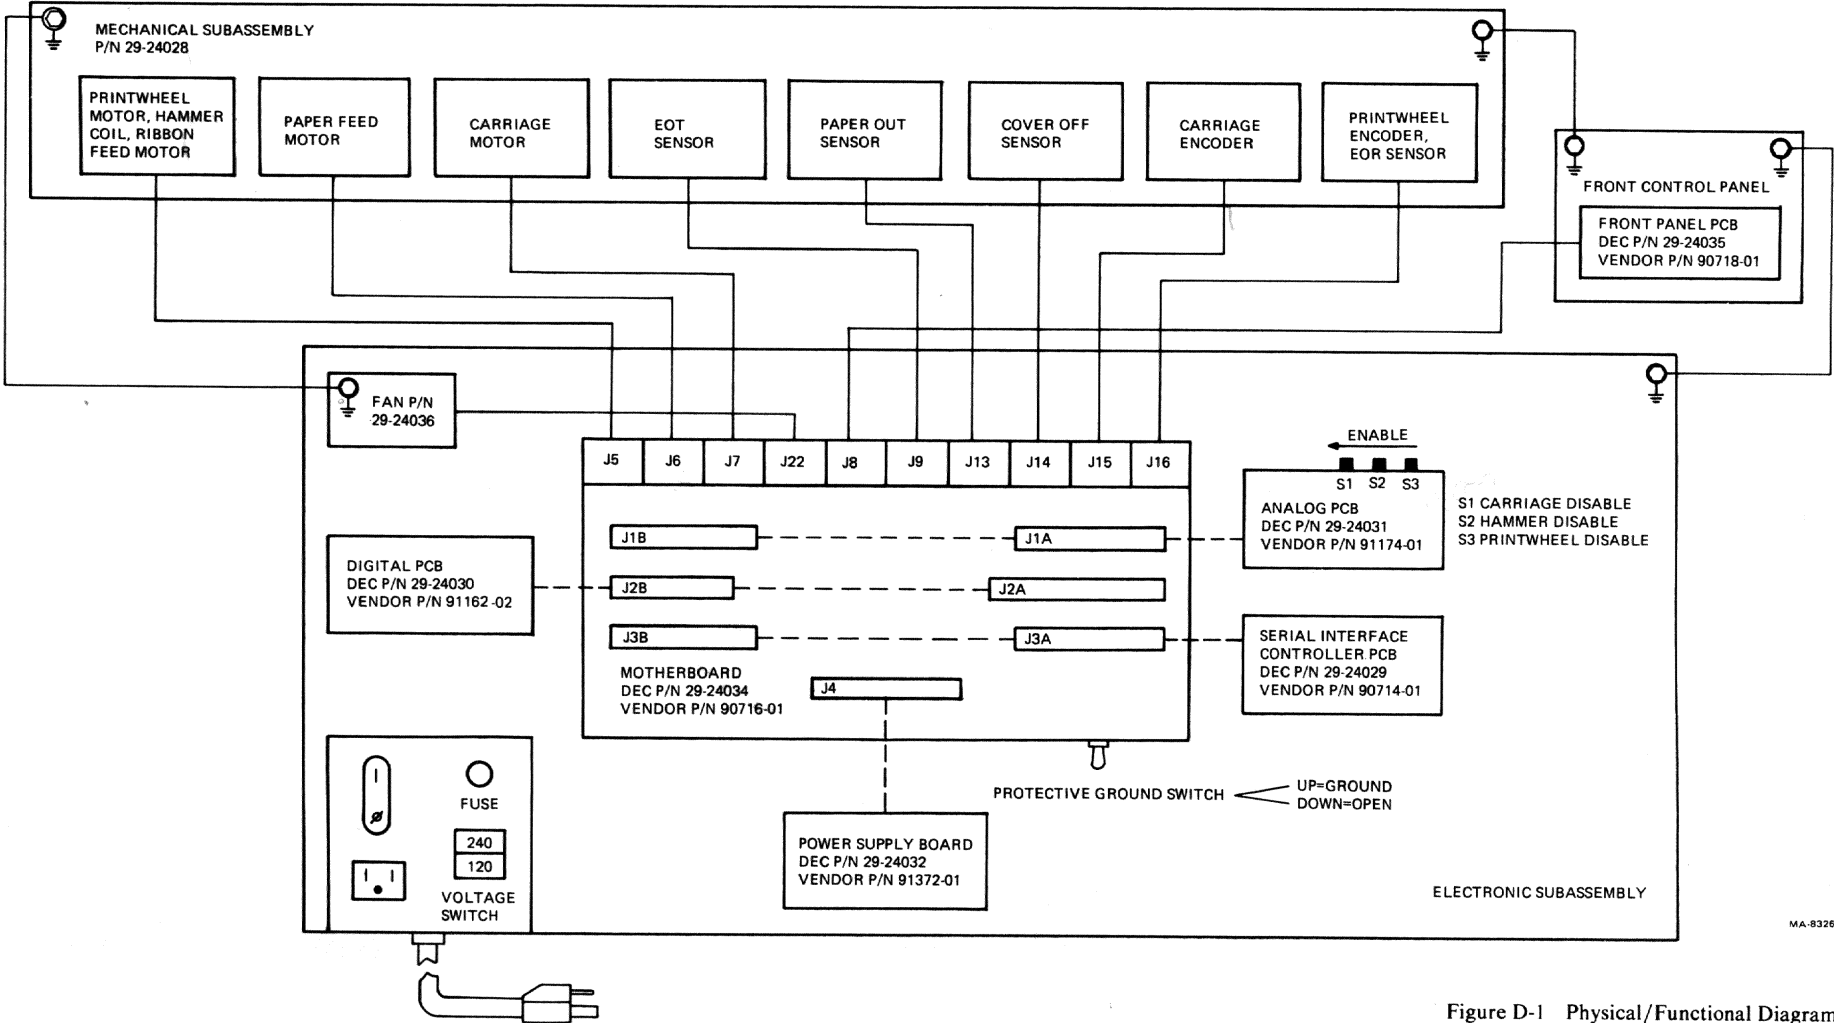 MECHANICAL SUBASSEMBLY
P/N 29-24028
PRINTWHEEL
MOTOR, HAMMER
COIL, RIBBON
FEED MOTOR
PAPER FEED
MOTOR
CARRIAGE
MOTOR
EOT
SENSOR
PAPER OUT
SENSOR
COVER OFF
SENSOR
CARRIAGE
ENCODER
PRINTWHEEL
ENCODER,
EOR SENSOR
FRONT CONTROL PANEL
FRONT PANEL PCB
DEC P/N 29-24035
VENDOR P/N 90718-01
FAN P/N
29-24036
J5
J6
J7
J22
J8
J9
J13
J14
J15
J16
ENABLE
S1 S2 S3
ANALOG PCB
DEC P/N 29-24031
VENDOR P/N 91174-01
S1 CARRIAGE DISABLE
S2 HAMMER DISABLE
S3 PRINTWHEEL DISABLE
J1B
J1A
DIGITAL PCB
DEC P/N 29-24030
VENDOR P/N 91162-02
J2B
J2A
J3B
J3A
SERIAL INTERFACE
CONTROLLER PCB
DEC P/N 29-24029
VENDOR P/N 90714-01
MOTHERBOARD
DEC P/N 29-24034
VENDOR P/N 90716-01
J4
FUSE
240
120
VOLTAGE
SWITCH
PROTECTIVE GROUND SWITCH
UP=GROUND
DOWN=OPEN
POWER SUPPLY BOARD
DEC P/N 29-24032
VENDOR P/N 91372-01
ELECTRONIC SUBASSEMBLY
MA-8326
Figure D-1 Physical/Functional Diagram